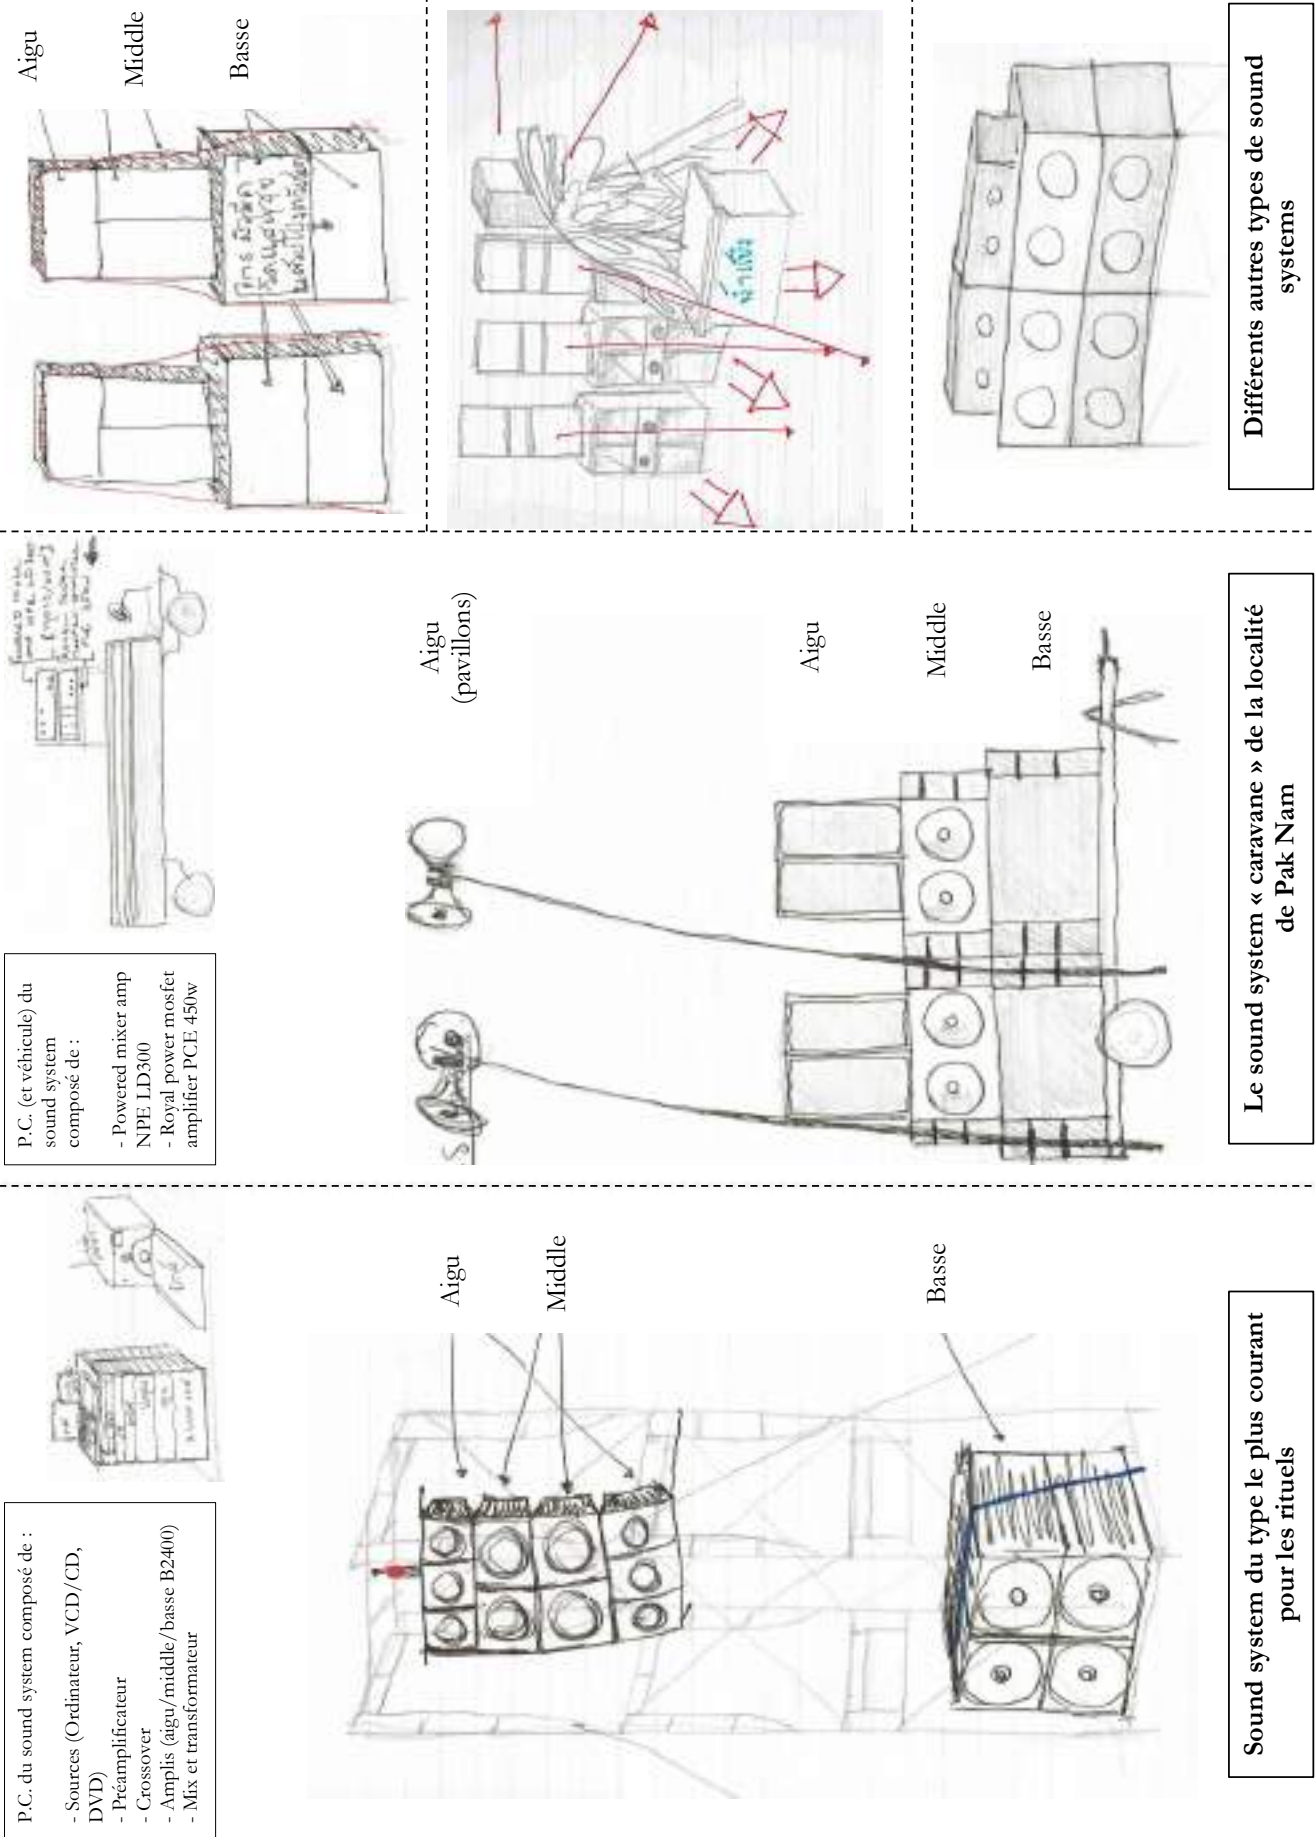 P.C. du sound system composé de :
- Sources (Ordinateur, VCD/CD,
DVD)
- Préamplificateur
- Crossover
- Amplis (aigu/middle/basse B2400)
- Mix et transformateur
Aigu
Middle
Basse
Sound system du type le plus courant
pour les rituels
P.C. (et véhicule) du
sound system
composé de :
- Powered mixer amp
NPE LD300
- Royal power mosfet
amplifier PCE 450w
Aigu
(pavillons)
Aigu
Middle
Basse
Le sound system « caravane » de la localité
de Pak Nam
Aigu
Middle
Basse
Différents autres types de sound
systems